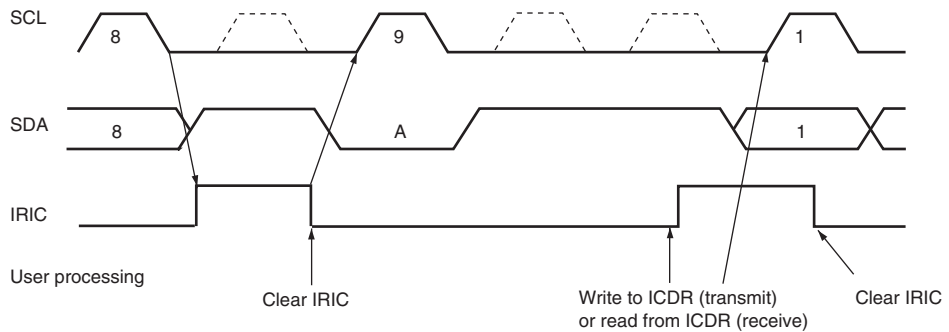 SCL
8
9
1
SDA
8
A
1
IRIC
User processing
Clear IRIC
Write to ICDR (transmit)
or read from ICDR (receive)
Clear IRIC